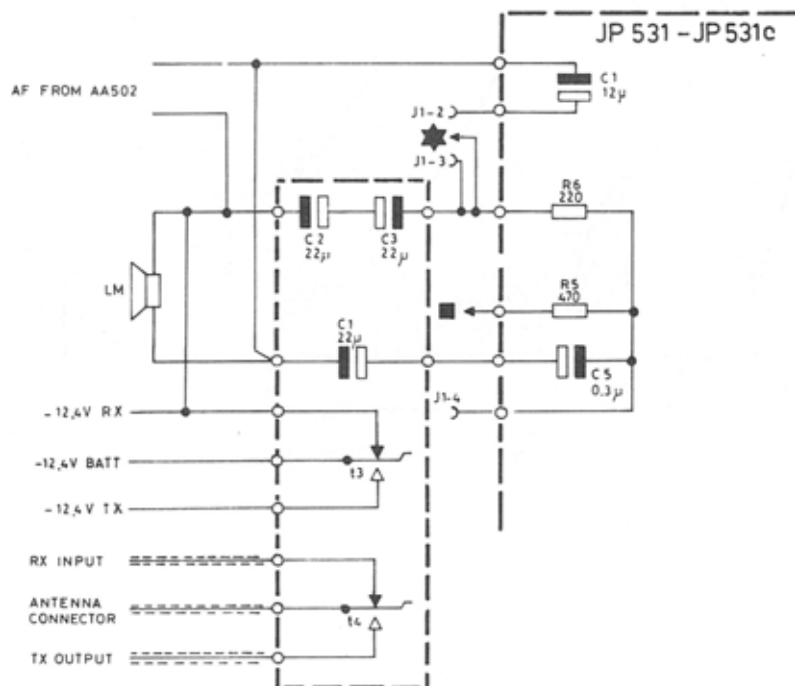 JP 531 - JP 531c
C1
12µ
AF FROM AA502
J1-2
J1-3
R6
220
C2
22µ
C3
22µ
LM
R5
470
C1
22µ
C5
0,3µ
J1-4
- 12,4V RX
-12,4V BATT
t3
-12,4V TX
RX INPUT
ANTENNA
CONNECTOR
t4
TX OUTPUT